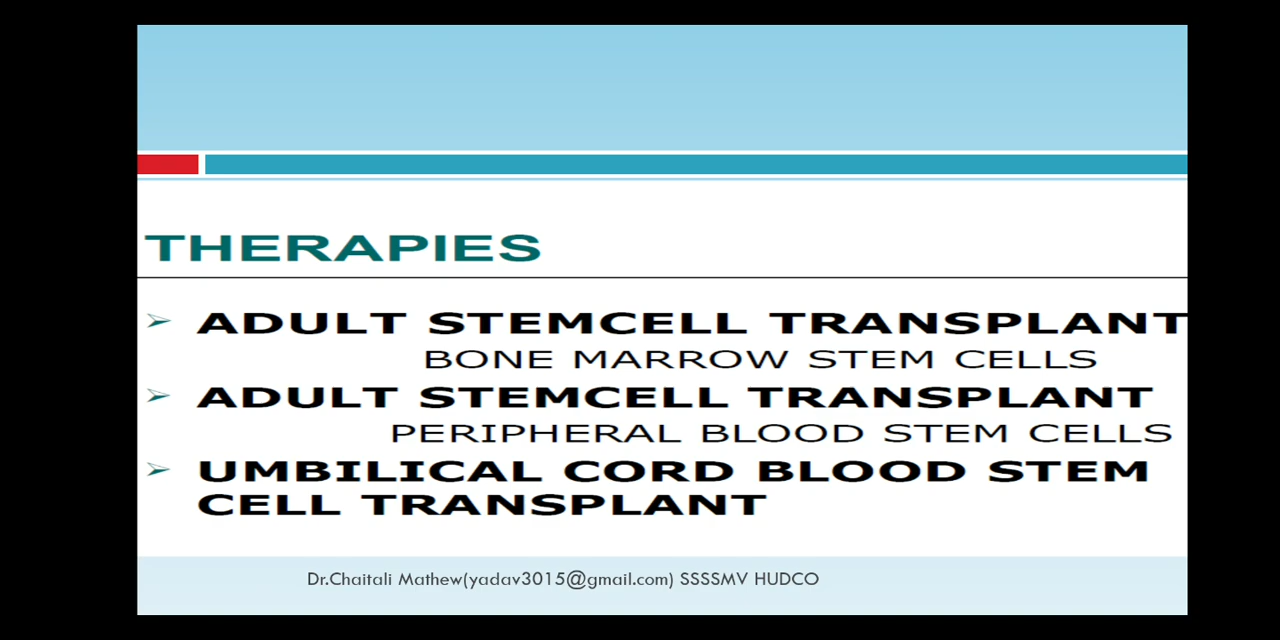 THERAPIES
ADULT STEMCELL TRANSPLANT
BONE MARROW STEM CELLS
ADULT STEMCELL TRANSPLANT
PERIPHERAL BLOOD STEM CELLS
UMBILICAL CORD BLOOD STEM
CELL TRANSPLANT
Dr.Chaitali Mathew(yadav3015@gmail.com) SSSSMV HUDCO